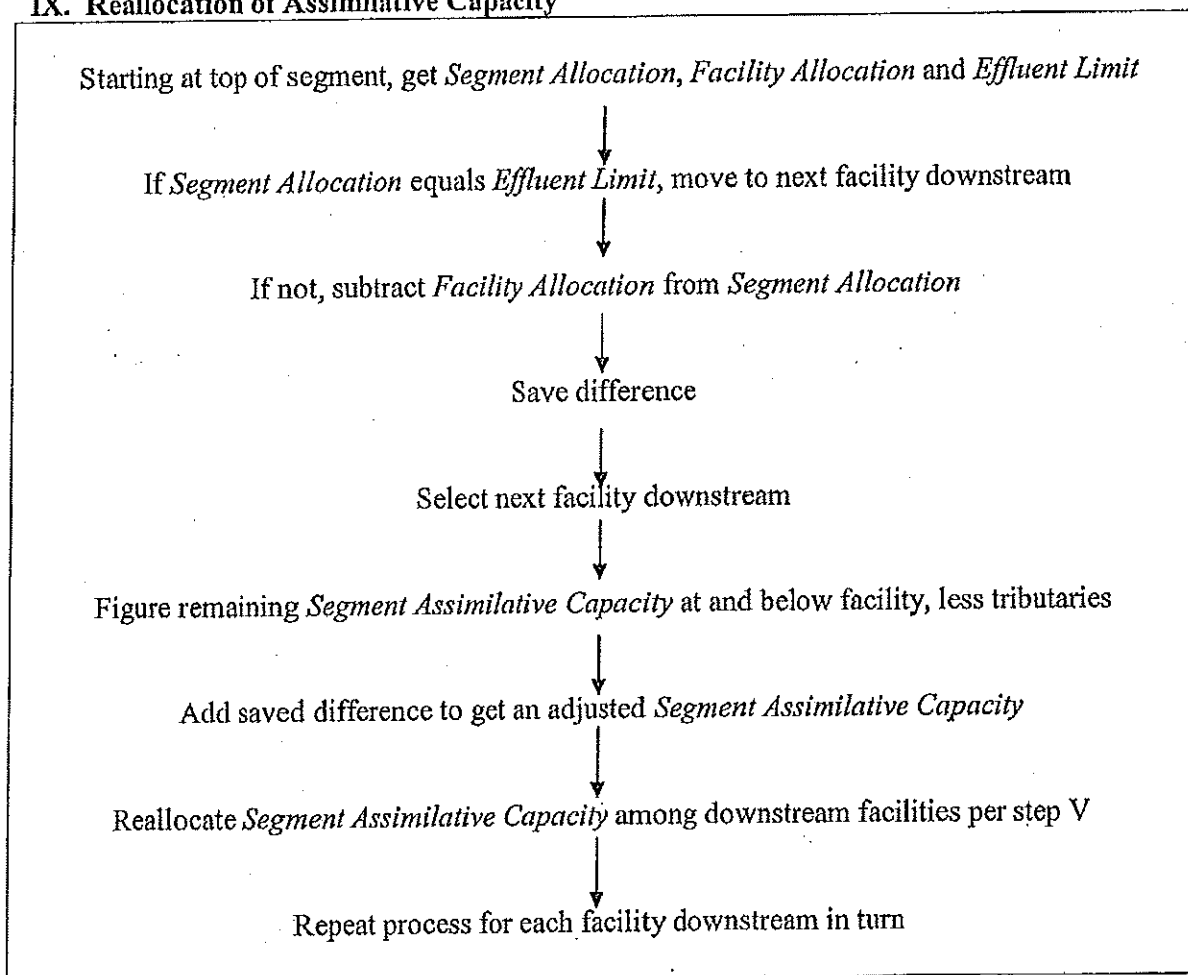 IX. Reallocation of Assimilative Capacity
Starting at top of segment, get Segment Allocation, Facility Allocation and Effluent Limit
If Segment Allocation equals Effluent Limit, move to next facility downstream
If not, subtract Facility Allocation from Segment Allocation
Save difference
Select next facility downstream
Figure remaining Segment Assimilative Capacity at and below facility, less tributaries
Add saved difference to get an adjusted Segment Assimilative Capacity
Reallocate Segment Assimilative Capacity among downstream facilities per step V
Repeat process for each facility downstream in turn